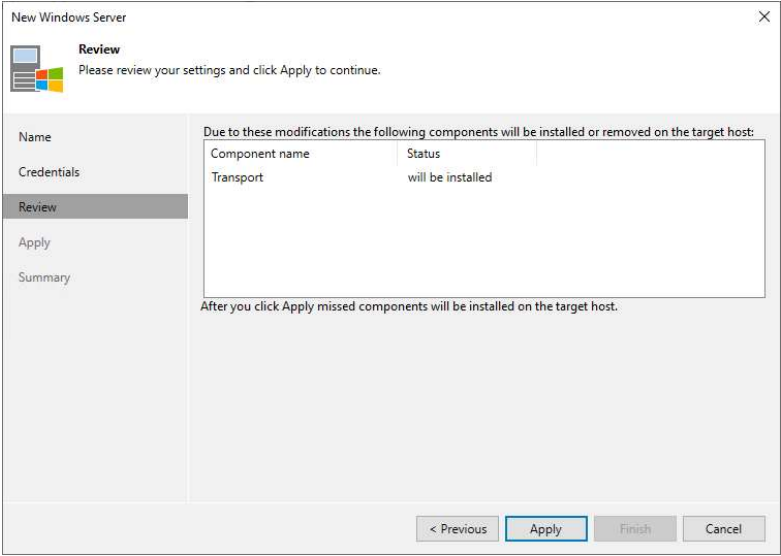 New Windows Server
Review
Please review your settings and click Apply to continue.
Name
Credentials
Review
Apply
Summary
Due to these modifications the following components will be installed or removed on the target host:
Component name Status
Transport will be installed
After you click Apply missed components will be installed on the target host.
< Previous Apply Finish Cancel